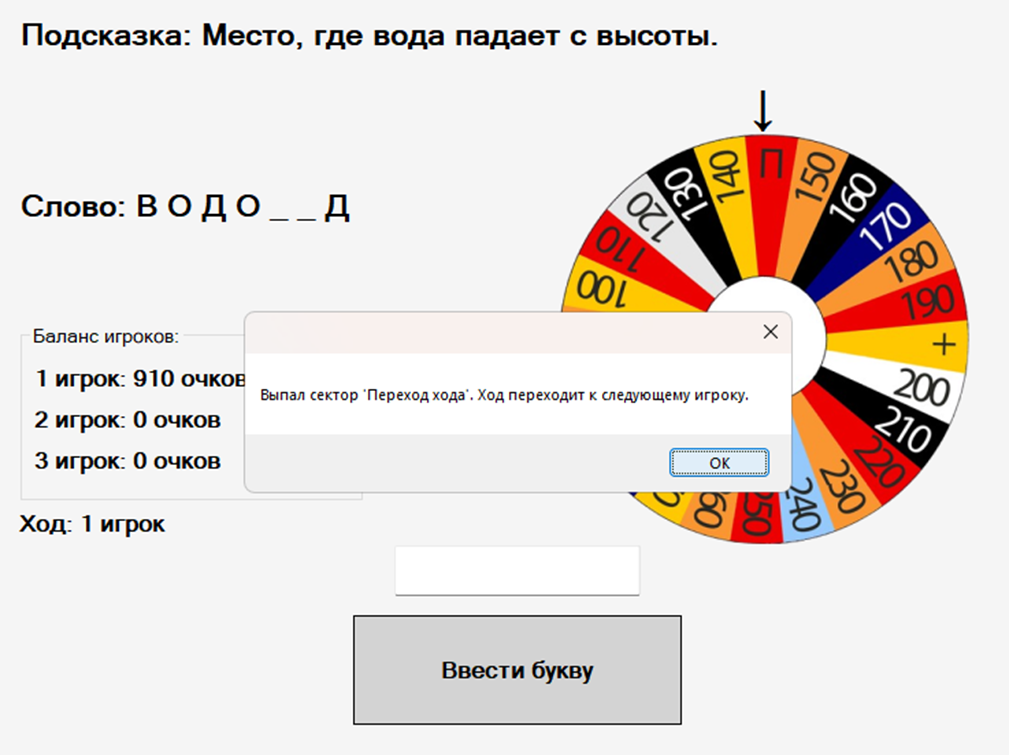 Подсказка: Место, где вода падает с высоты.
↓
Слово: В О Д О _ _ Д
П
150
160
170
180
190
+
200
210
220
230
240
250
100
110
120
130
140
Баланс игроков:
1 игрок: 910 очков
2 игрок: 0 очков
3 игрок: 0 очков
Выпал сектор 'Переход хода'. Ход переходит к следующему игроку.
OK
Ход: 1 игрок
Ввести букву